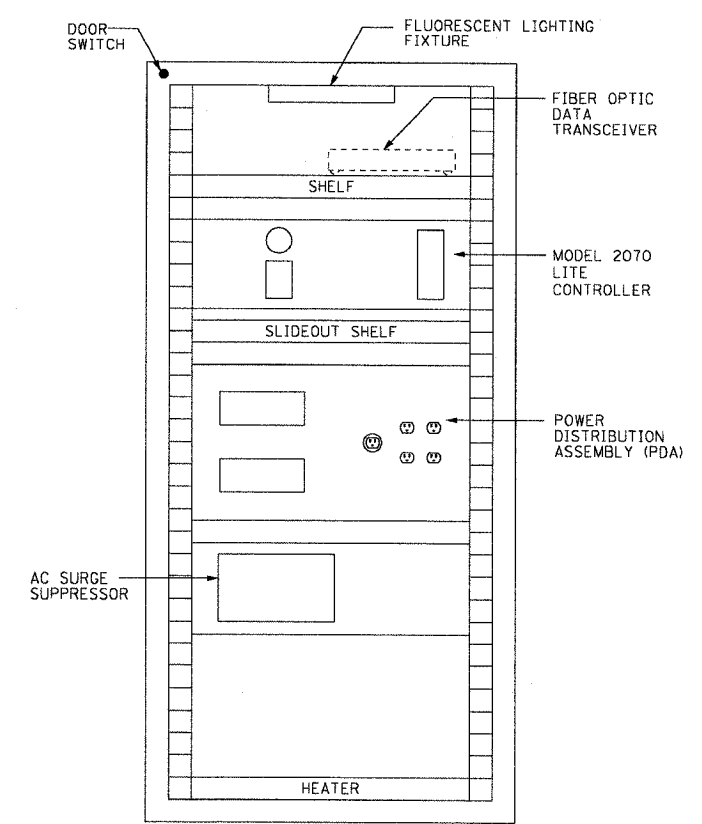 DOOR
SWITCH
FLUORESCENT LIGHTING
FIXTURE
FIBER OPTIC
DATA
TRANSCEIVER
SHELF
MODEL 2070
LITE
CONTROLLER
SLIDEOUT SHELF
POWER
DISTRIBUTION
ASSEMBLY (PDA)
AC SURGE
SUPPRESSOR
HEATER